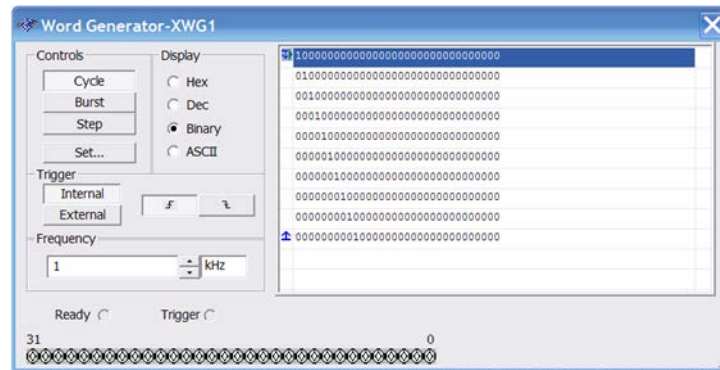 Word Generator-XWG1
Controls
Cycle
Burst
Step
Set...
Display
Hex
Dec
Binary
ASCII
Trigger
Internal
External
Frequency
1
kHz
Ready
Trigger
31
0
10000000000000000000000000000000
01000000000000000000000000000000
00100000000000000000000000000000
00010000000000000000000000000000
00001000000000000000000000000000
00000100000000000000000000000000
00000010000000000000000000000000
00000001000000000000000000000000
00000000100000000000000000000000
00000000010000000000000000000000